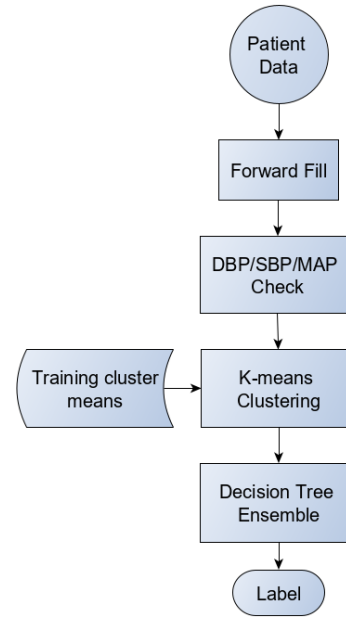 Patient
Data
Forward Fill
DBP/SBP/MAP
Check
Training cluster
means
K-means
Clustering
Decision Tree
Ensemble
Label